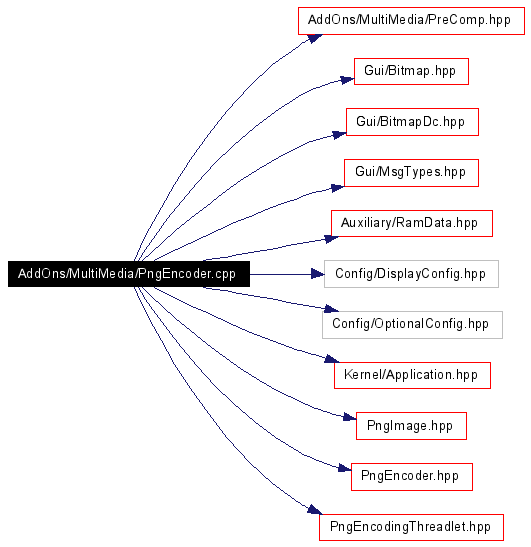 AddOns/MultiMedia/PreComp.hpp
Gui/Bitmap.hpp
Gui/BitmapDc.hpp
Gui/MsgTypes.hpp
Auxiliary/RamData.hpp
AddOns/MultiMedia/PngEncoder.cpp
Config/DisplayConfig.hpp
Config/OptionalConfig.hpp
Kernel/Application.hpp
PngImage.hpp
PngEncoder.hpp
PngEncodingThreadlet.hpp